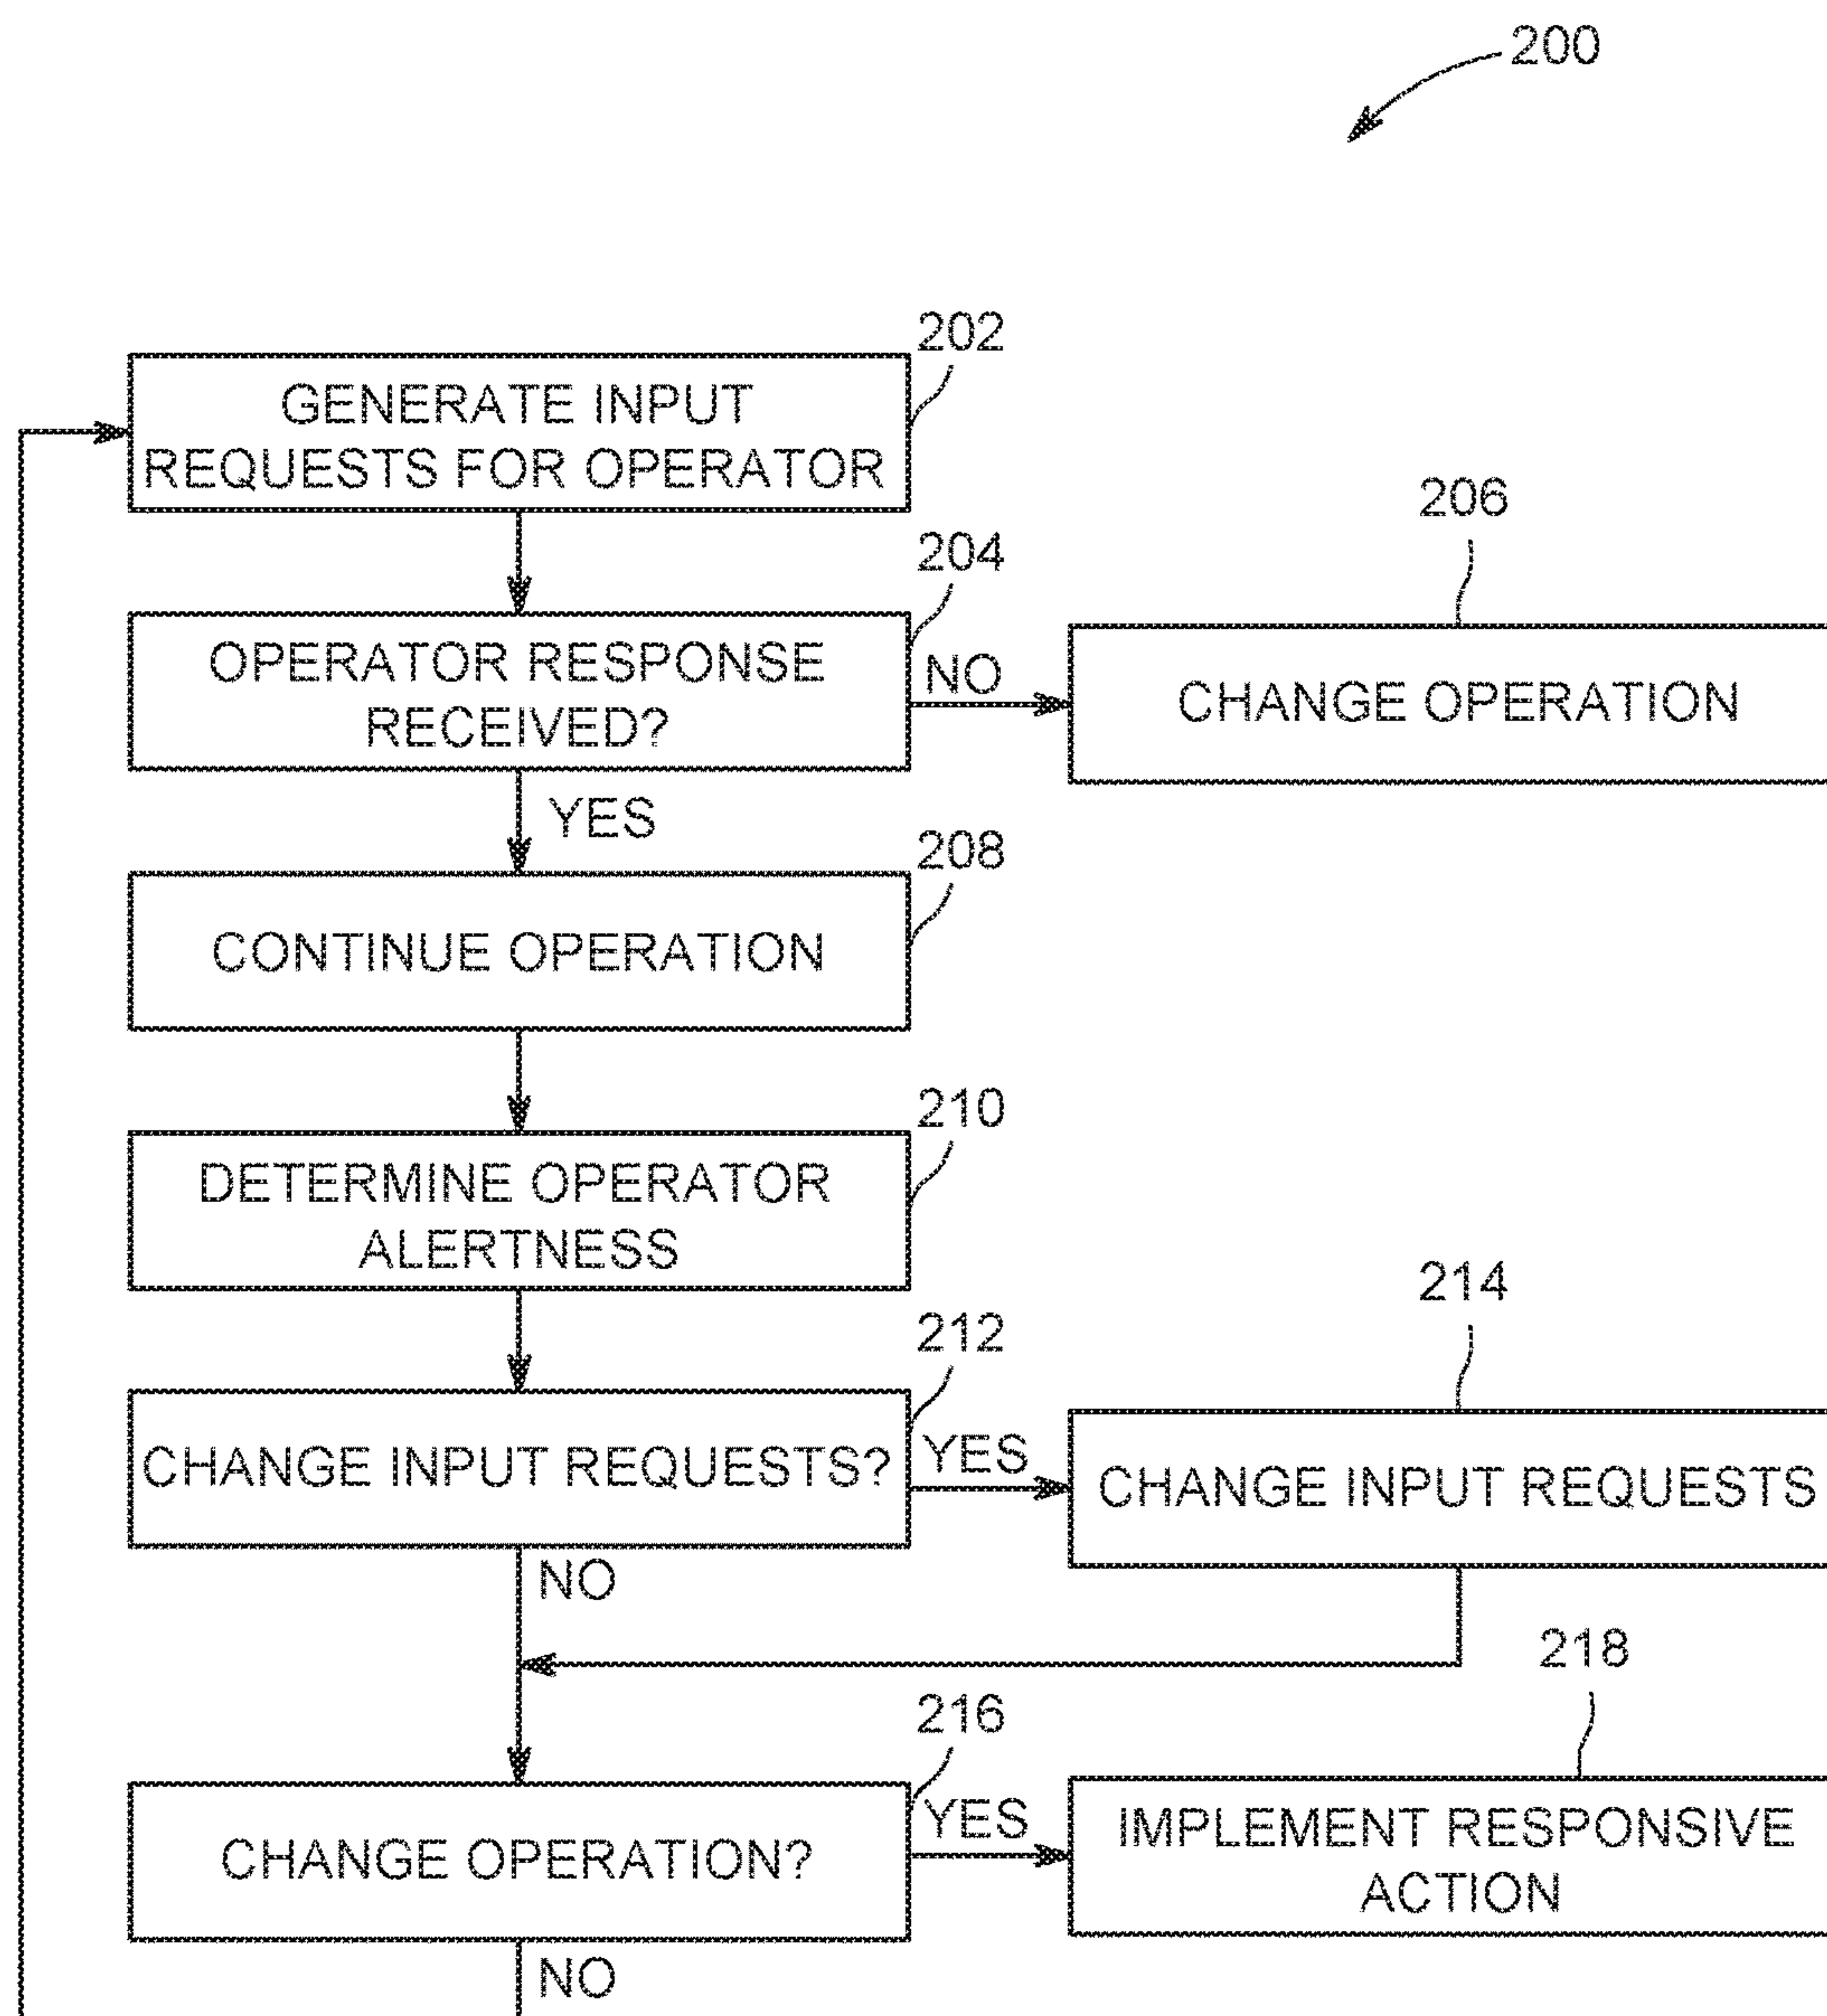 200
202
GENERATE INPUT
REQUESTS FOR OPERATOR
204
206
OPERATOR RESPONSE
RECEIVED?
NO
CHANGE OPERATION
YES
208
CONTINUE OPERATION
210
DETERMINE OPERATOR
ALERTNESS
212
214
CHANGE INPUT REQUESTS?
YES
CHANGE INPUT REQUESTS
NO
216
218
CHANGE OPERATION?
YES
IMPLEMENT RESPONSIVE
ACTION
NO